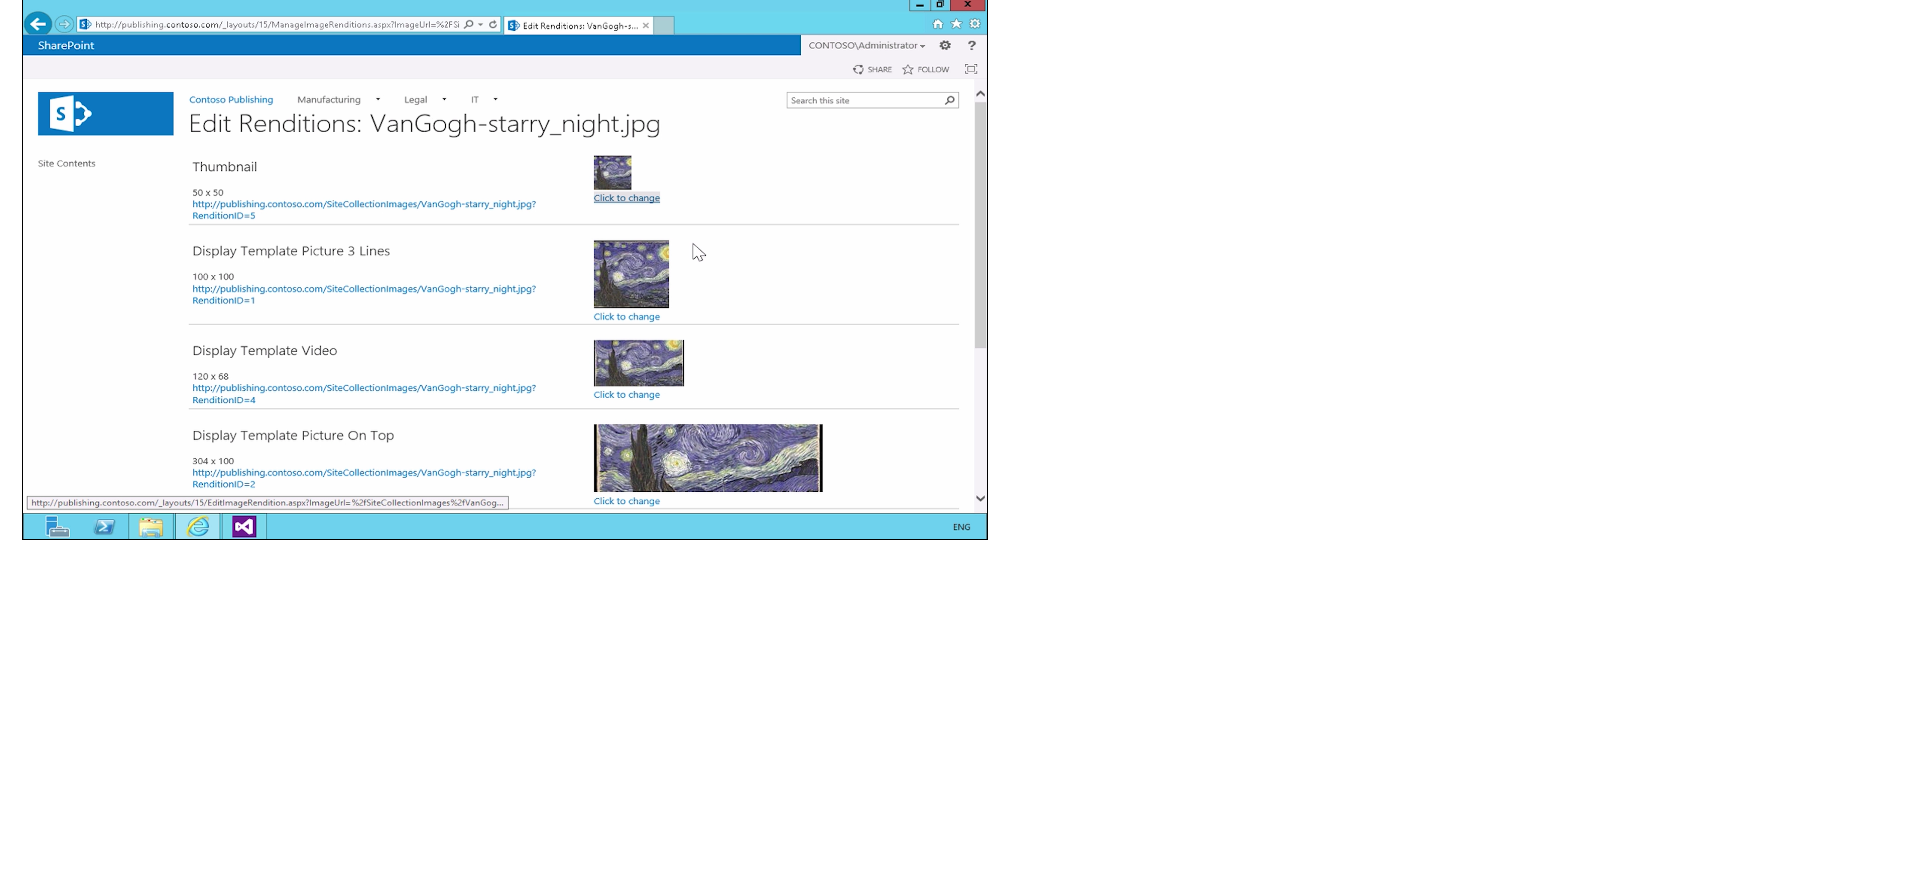 http://publishing.contoso.com/_layouts/15/ManageImageRenditions.aspx?ImageUrl=%2FSi
Edit Renditions: VanGogh-s...
SharePoint
CONTOSO\Administrator
?
SHARE
FOLLOW
S
Contoso Publishing
Manufacturing
Legal
IT
Search this site
Edit Renditions: VanGogh-starry_night.jpg
Site Contents
Thumbnail
50 x 50
http://publishing.contoso.com/SiteCollectionImages/VanGogh-starry_night.jpg?
RenditionID=5
Click to change
Display Template Picture 3 Lines
100 x 100
http://publishing.contoso.com/SiteCollectionImages/VanGogh-starry_night.jpg?
RenditionID=1
Click to change
Display Template Video
120 x 68
http://publishing.contoso.com/SiteCollectionImages/VanGogh-starry_night.jpg?
RenditionID=4
Click to change
Display Template Picture On Top
304 x 100
http://publishing.contoso.com/SiteCollectionImages/VanGogh-starry_night.jpg?
RenditionID=2
Click to change
http://publishing.contoso.com/_layouts/15/EditImageRendition.aspx?ImageUrl=%2fSiteCollectionImages%2fVanGog...
ENG